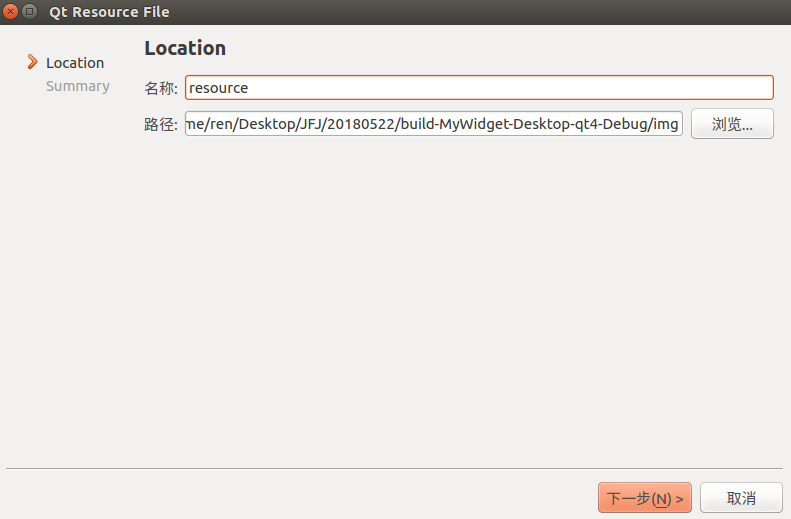 Qt Resource File
Location
Summary
Location
名称: resource
路径: me/ren/Desktop/JFJ/20180522/build-MyWidget-Desktop-qt4-Debug/img 浏览...
下一步(N) > 取消